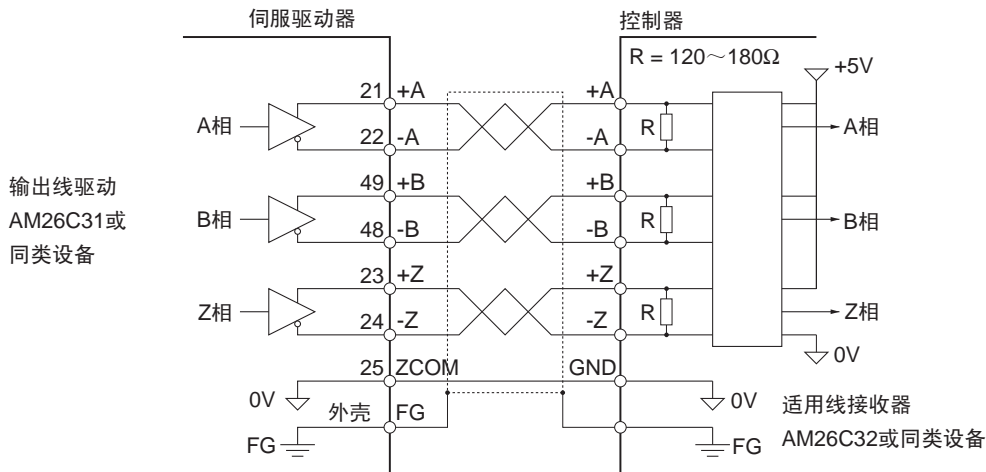 伺服驱动器
控制器
R = 120～180Ω
+5V
21 +A
+A
A相
R
A相
22 -A
-A
49 +B
+B
输出线驱动
AM26C31或
同类设备
B相
R
B相
48 -B
-B
23 +Z
+Z
Z相
R
Z相
24 -Z
-Z
0V
25 ZCOM
GND
0V
0V
外壳 FG
FG
FG
适用线接收器
AM26C32或同类设备